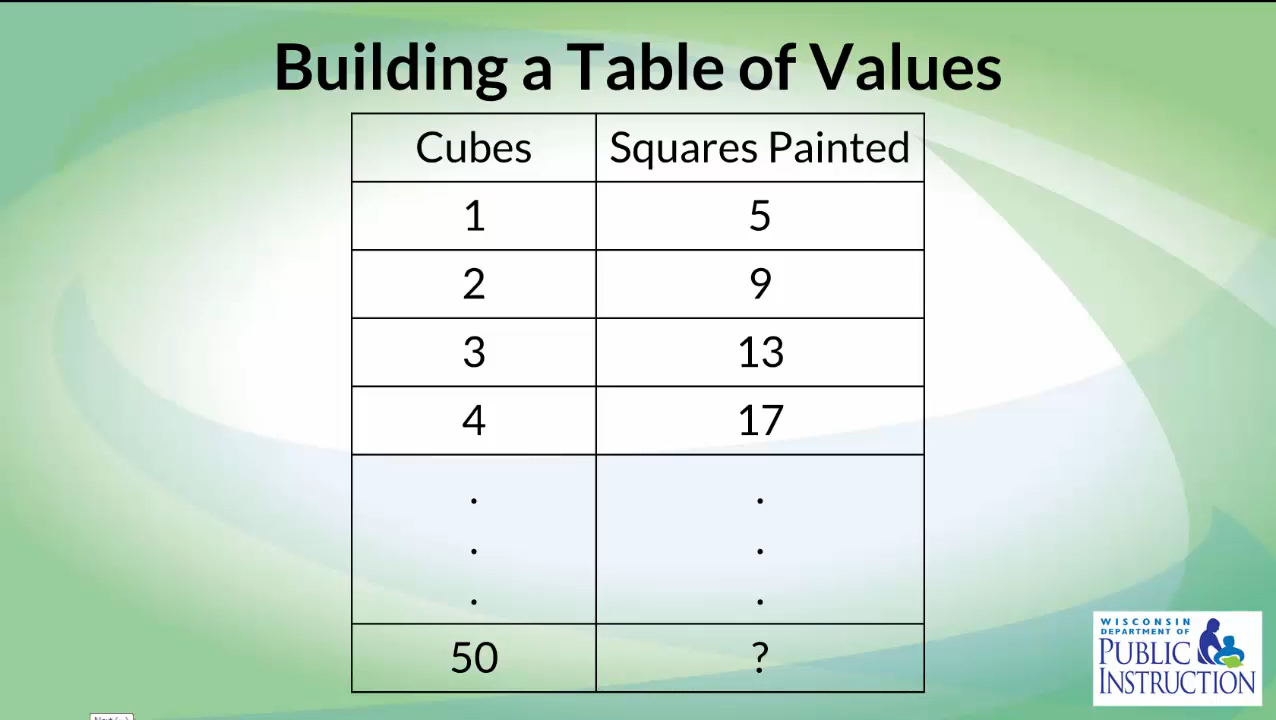 Building a Table of Values
Cubes Squares Painted
1 5
2 9
3 13
4 17
. .
. .
. .
50 ?
WISCONSIN
DEPARTMENT OF
PUBLIC
INSTRUCTION